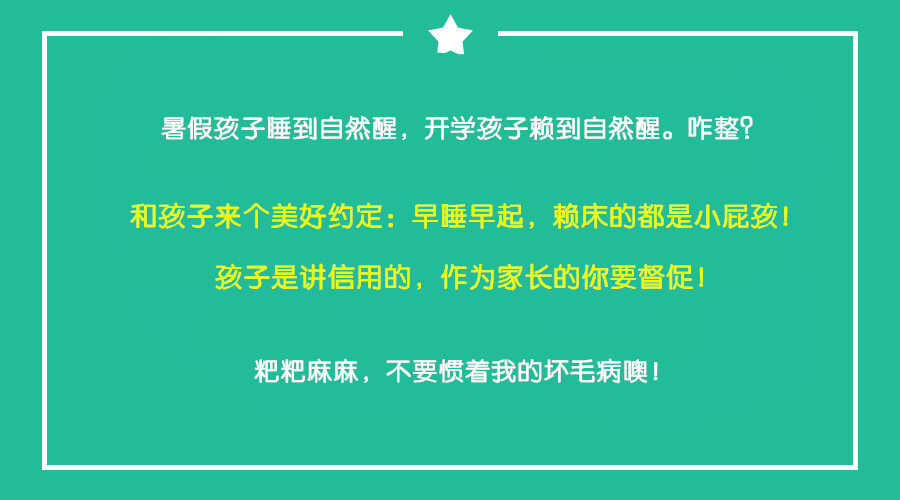 暑假孩子睡到自然醒，开学孩子赖到自然醒。咋整？
和孩子来个美好约定：早睡早起，赖床的都是小屁孩！
孩子是讲信用的，作为家长的你要督促！
粑粑麻麻，不要惯着我的坏毛病噢！